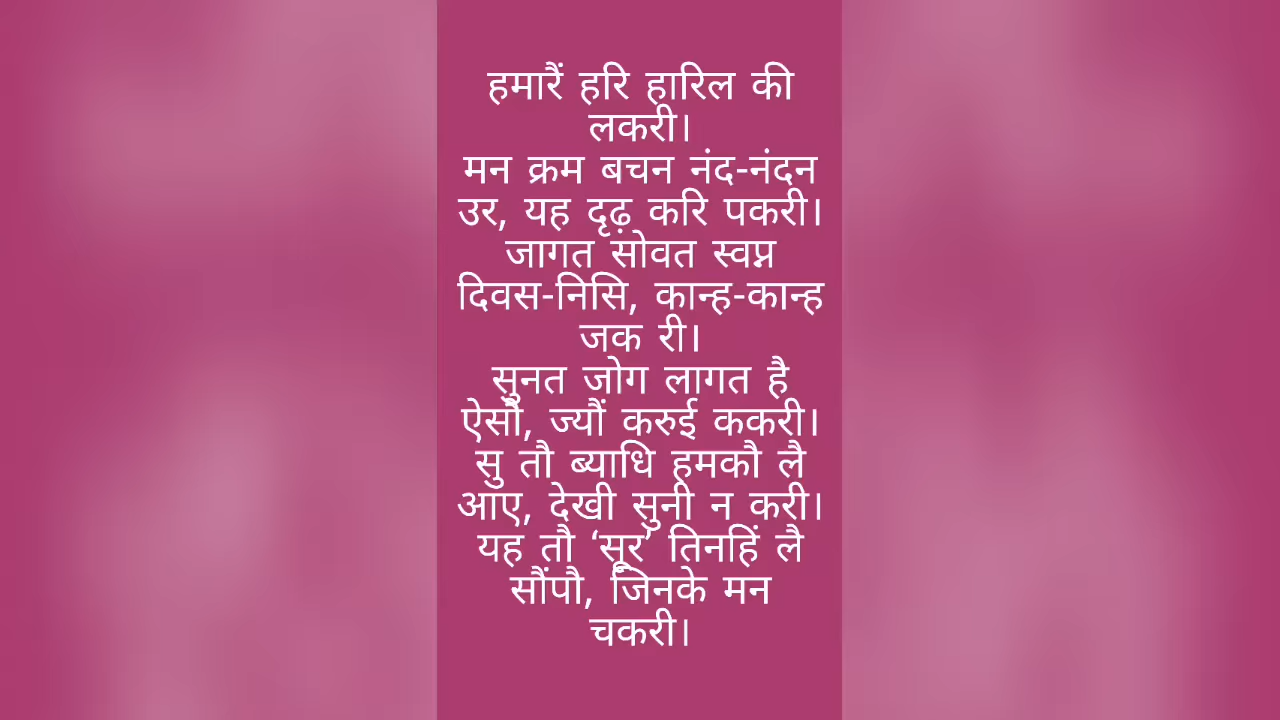 हमारैं हरि हारिल की
लकरी।
मन क्रम बचन नंद-नंदन
उर, यह दृढ़ करि पकरी।
जागत सोवत स्वप्न
दिवस-निसि, कान्ह-कान्ह
जक री।
सुनत जोग लागत है
ऐसौ, ज्यौं करुई ककरी।
सु तौ ब्याधि हमकौ लै
आए, देखी सुनी न करी।
यह तौ ‘सूर’ तिनहिं लै
सौंपौ, जिनके मन
चकरी।